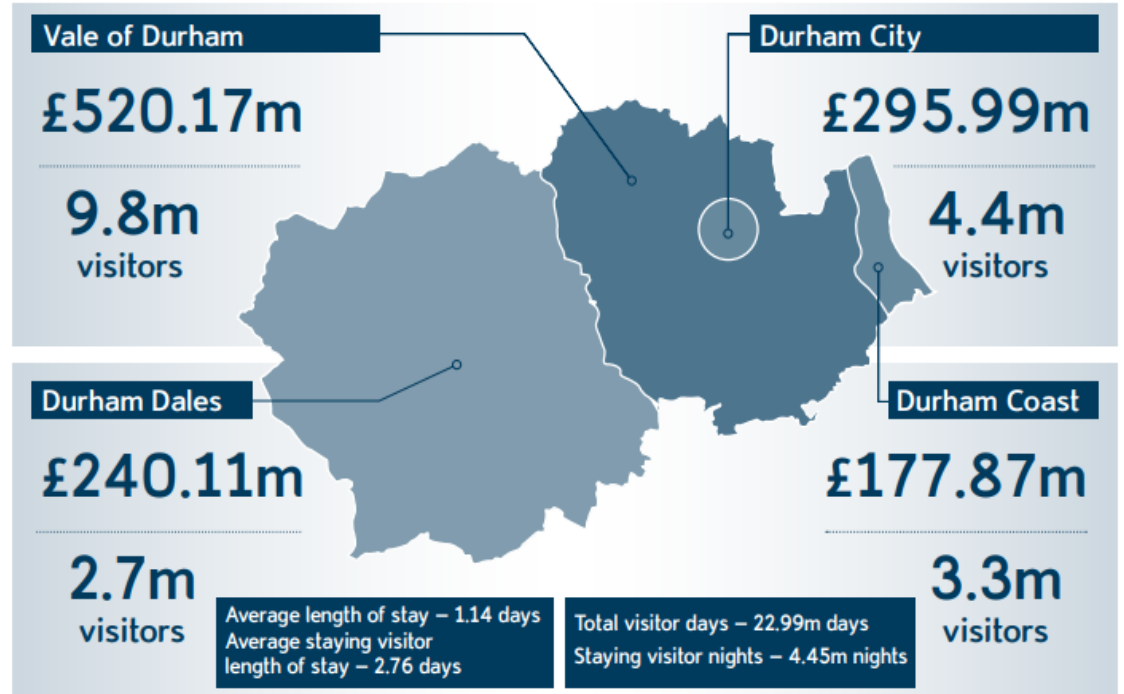 Vale of Durham
£520.17m
9.8m
visitors
Durham City
£295.99m
4.4m
visitors
Durham Dales
£240.11m
2.7m
visitors
Durham Coast
£177.87m
3.3m
visitors
Average length of stay – 1.14 days
Average staying visitor
length of stay – 2.76 days
Total visitor days – 22.99m days
Staying visitor nights – 4.45m nights